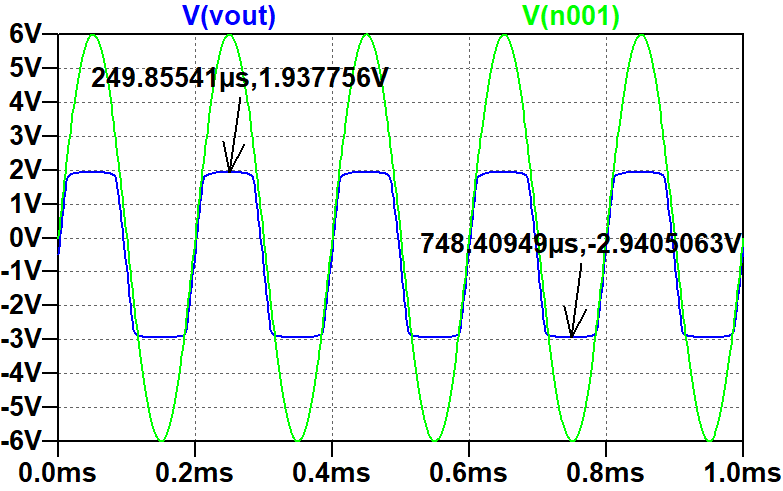 V(vout) V(n001)
6V
5V
249.85541µs,1.937756V
4V
3V
2V
1V
0V
748.40949µs,-2.9405063V
-1V
-2V
-3V
-4V
-5V
-6V
0.0ms 0.2ms 0.4ms 0.6ms 0.8ms 1.0ms